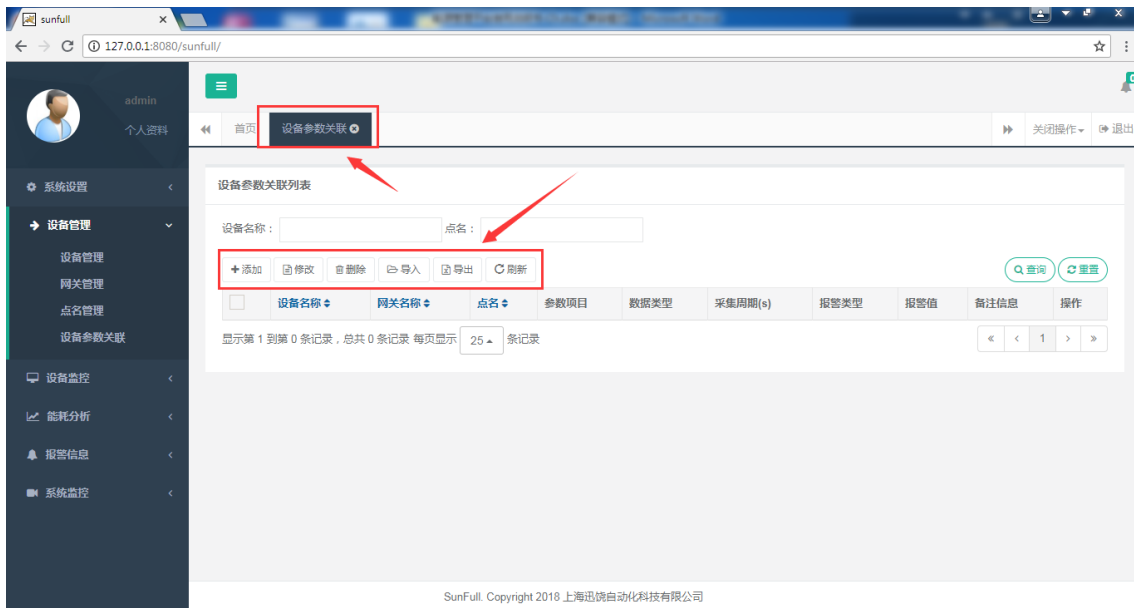 sunfull
127.0.0.1:8080/sunfull/
admin
个人资料
首页
设备参数关联
关闭操作
退出
系统设置
设备管理
设备管理
网关管理
点名管理
设备参数关联
设备监控
能耗分析
报警信息
系统监控
设备参数关联列表
设备名称： 点名：
添加 修改 删除 导入 导出 刷新 查询 重置
设备名称 网关名称 点名 参数项目 数据类型 采集周期(s) 报警类型 报警值 备注信息 操作
显示第 1 到第 0 条记录，总共 0 条记录 每页显示 25 条记录 « ‹ 1 › »
SunFull. Copyright 2018 上海迅饶自动化科技有限公司